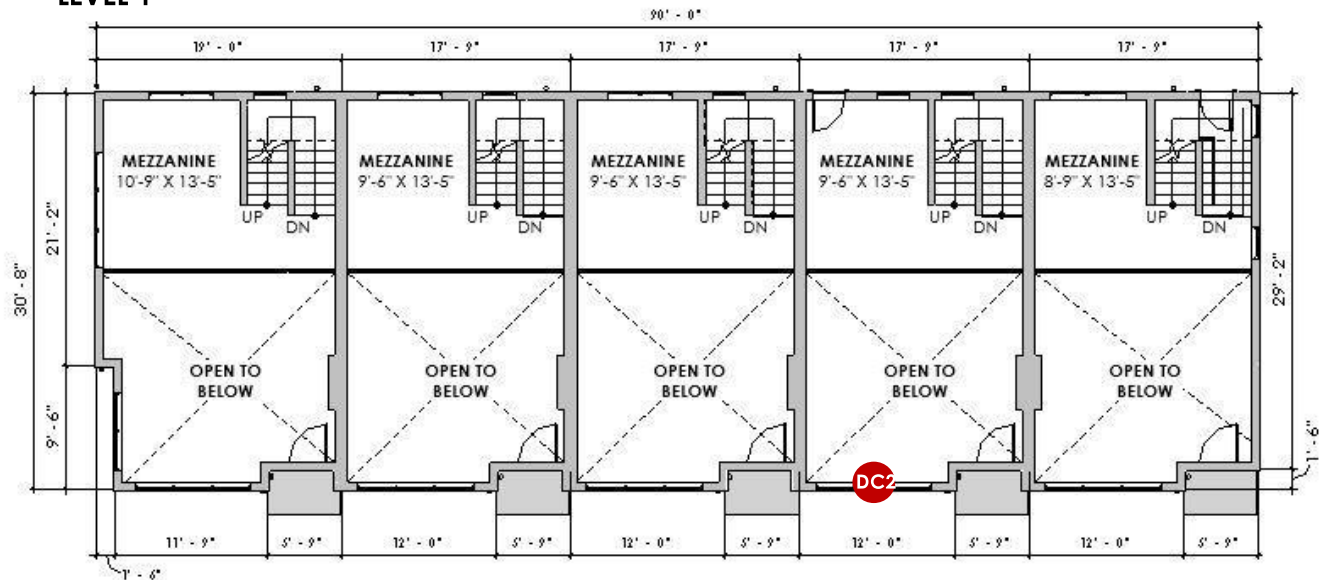 LEVEL 1
90' - 0"
19' - 0" 17' - 9" 17' - 9" 17' - 9" 17' - 9"
MEZZANINE MEZZANINE MEZZANINE MEZZANINE MEZZANINE
10'-9" X 13'-5" 9'-6" X 13'-5" 9'-6" X 13'-5" 9'-6" X 13'-5" 8'-9" X 13'-5"
UP UP UP UP UP
DN DN DN DN DN
21' - 2"
30' - 8"
29' - 2"
OPEN TO OPEN TO OPEN TO OPEN TO OPEN TO
BELOW BELOW BELOW BELOW BELOW
9' - 6"
1' - 6"
DC2
11' - 9" 5' - 9" 12' - 0" 5' - 9" 12' - 0" 5' - 9" 12' - 0" 5' - 9" 12' - 0" 5' - 9"
1' - 6"